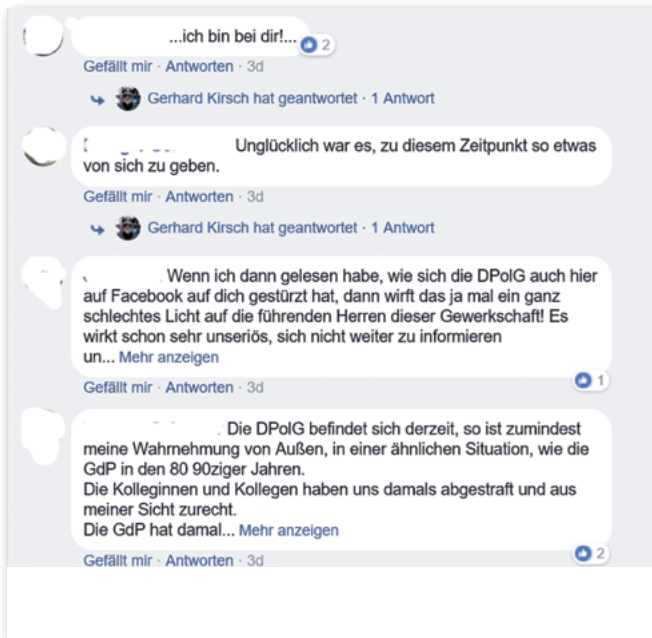 ...ich bin bei dir!...
2
Gefällt mir · Antworten · 3d
Gerhard Kirsch hat geantwortet · 1 Antwort
Unglücklich war es, zu diesem Zeitpunkt so etwas
von sich zu geben.
Gefällt mir · Antworten · 3d
Gerhard Kirsch hat geantwortet · 1 Antwort
. Wenn ich dann gelesen habe, wie sich die DPolG auch hier
auf Facebook auf dich gestürzt hat, dann wirft das ja mal ein ganz
schlechtes Licht auf die führenden Herren dieser Gewerkschaft! Es
wirkt schon sehr unseriös, sich nicht weiter zu informieren
un... Mehr anzeigen
1
Gefällt mir · Antworten · 3d
Die DPolG befindet sich derzeit, so ist zumindest
meine Wahrnehmung von Außen, in einer ähnlichen Situation, wie die
GdP in den 80 90ziger Jahren.
Die Kolleginnen und Kollegen haben uns damals abgestraft und aus
meiner Sicht zurecht.
Die GdP hat damal... Mehr anzeigen
2
Gefällt mir · Antworten · 3d